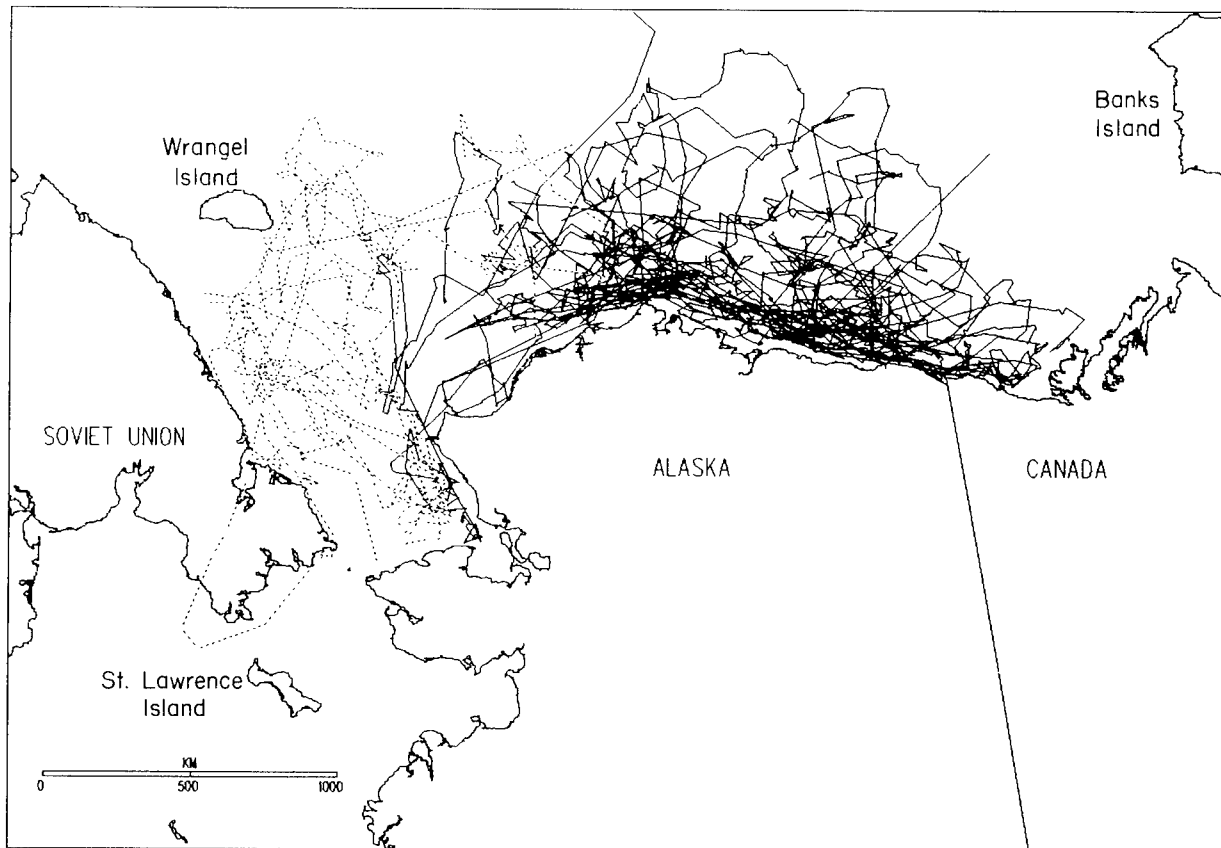 Banks
Island
Wrangel
Island
SOVIET UNION
ALASKA
CANADA
St. Lawrence
Island
KM
0 500 1000